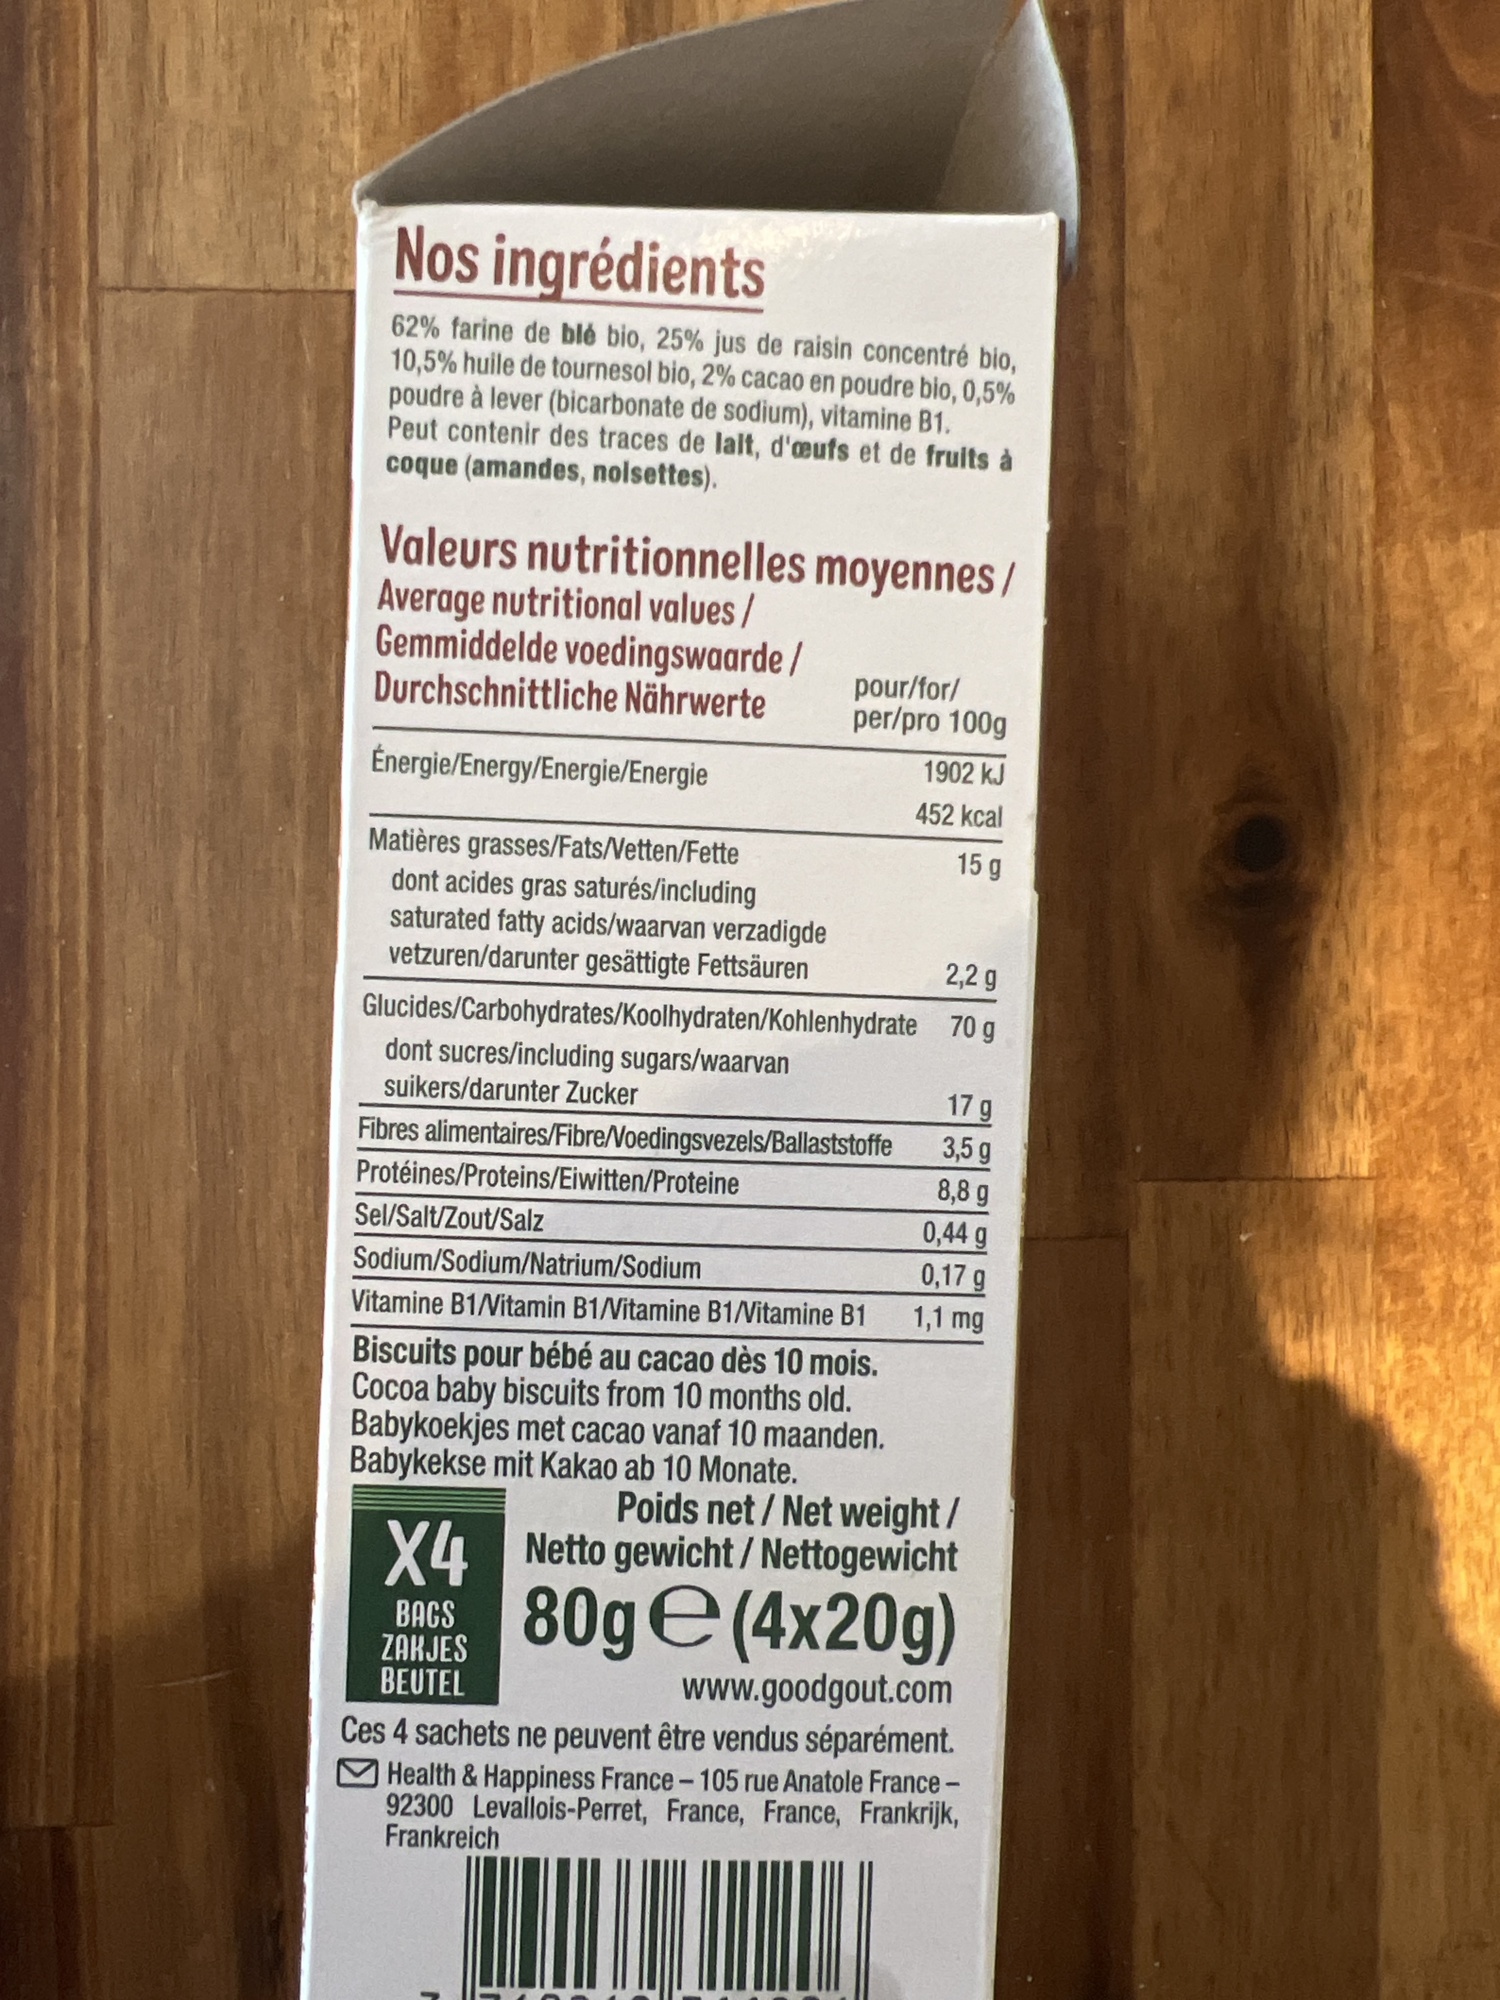 Nos ingrédients
62% farine de blé bio, 25% jus de raisin concentré bio,
10,5% huile de tournesol bio, 2% cacao en poudre bio, 0,5%
poudre à lever (bicarbonate de sodium), vitamine B1.
Peut contenir des traces de lait, d'œufs et de fruits à
coque (amandes, noisettes).
Valeurs nutritionnelles moyennes /
Average nutritional values /
Gemmiddelde voedingswaarde /
Durchschnittliche Nährwerte
pour/for/
per/pro 100g
Énergie/Energy/Energie/Energie 1902 kJ
452 kcal
Matières grasses/Fats/Vetten/Fette 15 g
dont acides gras saturés/including
saturated fatty acids/waarvan verzadigde
vetzuren/darunter gesättigte Fettsäuren 2,2 g
Glucides/Carbohydrates/Koolhydraten/Kohlenhydrate 70 g
dont sucres/including sugars/waarvan
suikers/darunter Zucker 17 g
Fibres alimentaires/Fibre/Voedingsvezels/Ballaststoffe 3,5 g
Protéines/Proteins/Eiwitten/Proteine 8,8 g
Sel/Salt/Zout/Salz 0,44 g
Sodium/Sodium/Natrium/Sodium 0,17 g
Vitamine B1/Vitamin B1/Vitamine B1/Vitamine B1 1,1 mg
Biscuits pour bébé au cacao dès 10 mois.
Cocoa baby biscuits from 10 months old.
Babykoekjes met cacao vanaf 10 maanden.
Babykekse mit Kakao ab 10 Monate.
X4
BAGS
ZAKJES
BEUTEL
Poids net / Net weight /
Netto gewicht / Nettogewicht
80g e (4x20g)
www.goodgout.com
Ces 4 sachets ne peuvent être vendus séparément.
Health & Happiness France – 105 rue Anatole France –
92300 Levallois-Perret, France, France, Frankrijk,
Frankreich